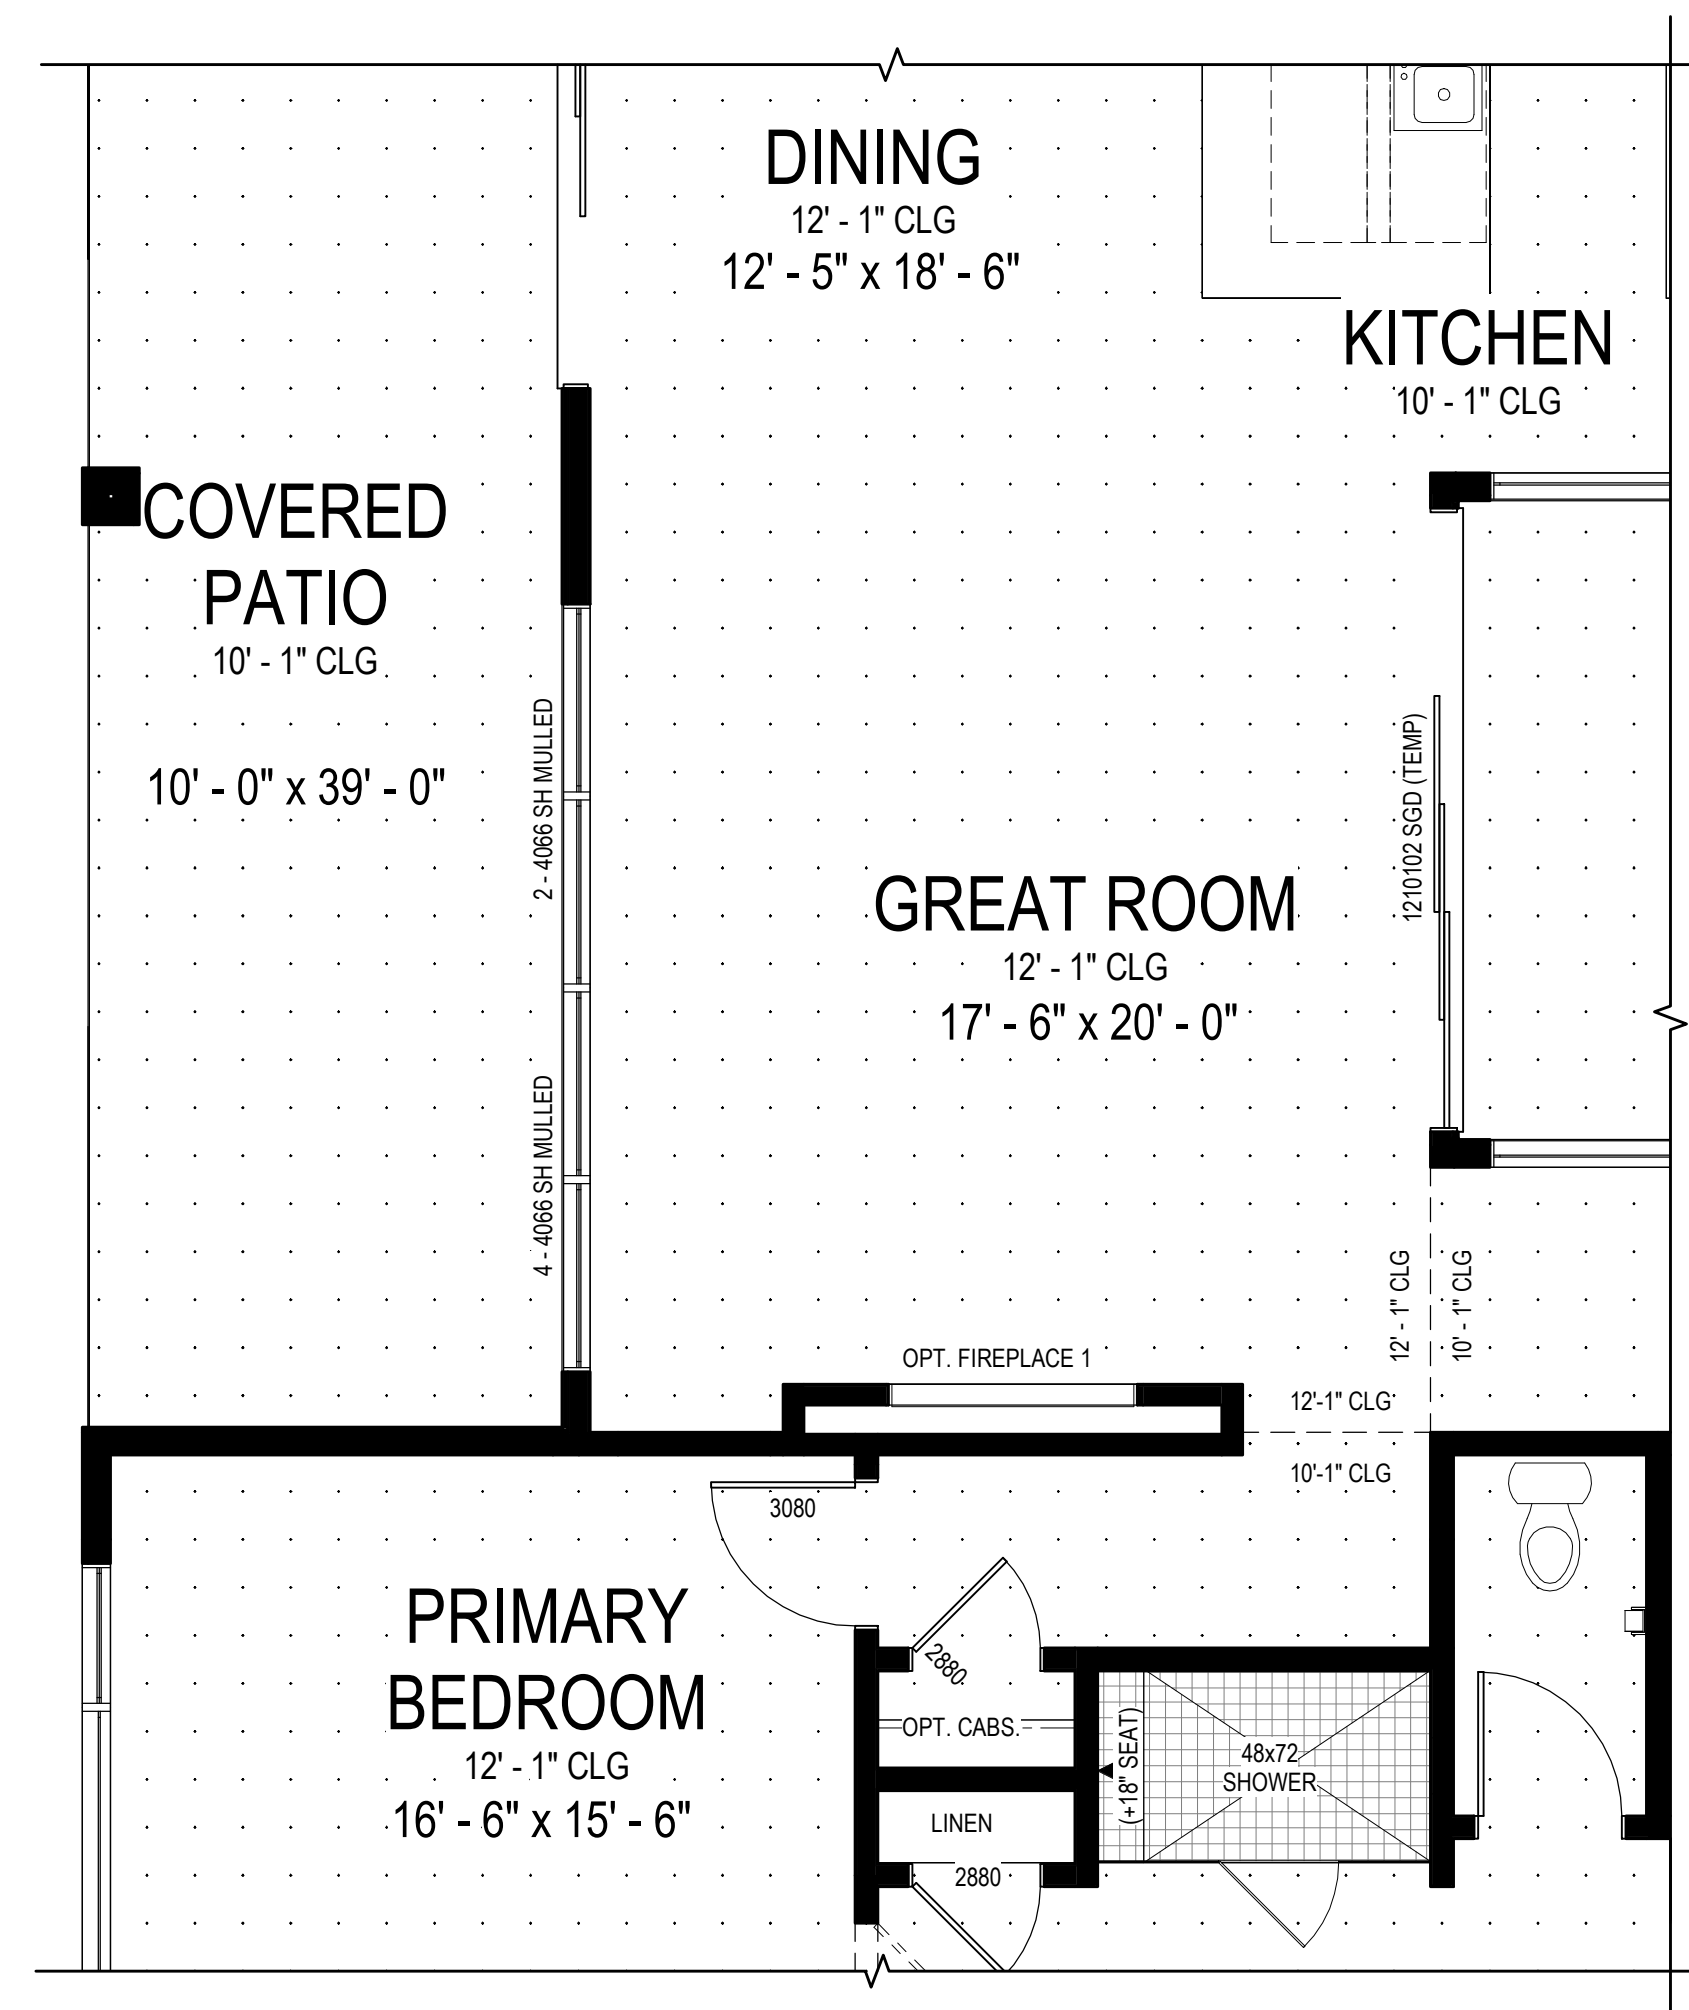 DINING
12' - 1" CLG
12' - 5" x 18' - 6"
KITCHEN
10' - 1" CLG
COVERED
PATIO
10' - 1" CLG
10' - 0" x 39' - 0"
2 - 4066 SH MULLED
4 - 4066 SH MULLED
1210102 SGD (TEMP)
GREAT ROOM
12' - 1" CLG
17' - 6" x 20' - 0"
12' - 1" CLG
10' - 1" CLG
OPT. FIREPLACE 1
12'-1" CLG
10'-1" CLG
3080
PRIMARY
BEDROOM
12' - 1" CLG
16' - 6" x 15' - 6"
2880
OPT. CABS.
LINEN
2880
(+18" SEAT)
48x72
SHOWER